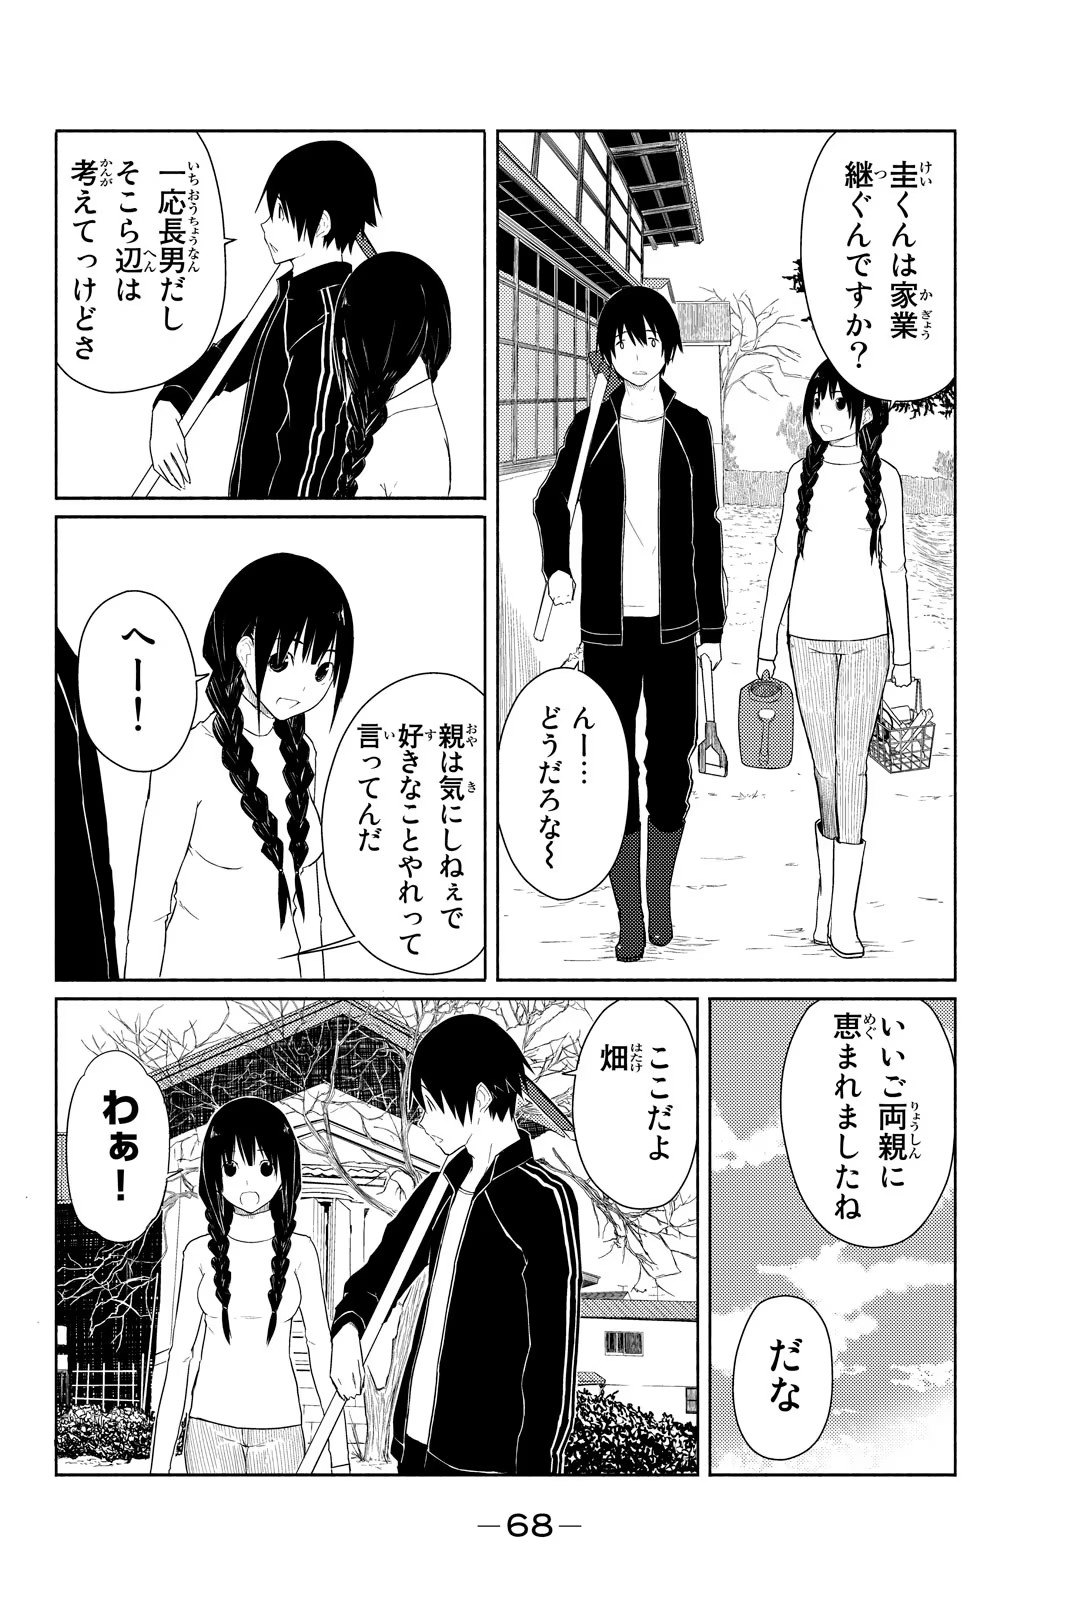 圭くんは家業
継ぐんですか?
んー…
どうだろな〜
一応長男だし
そこら辺は
考えてっけどさ
親は気にしねぇで
好きなことやれって
言ってんだ
へー!
いいご両親に
恵まれましたね
だな
ここだよ
畑
わぁ!
—68—